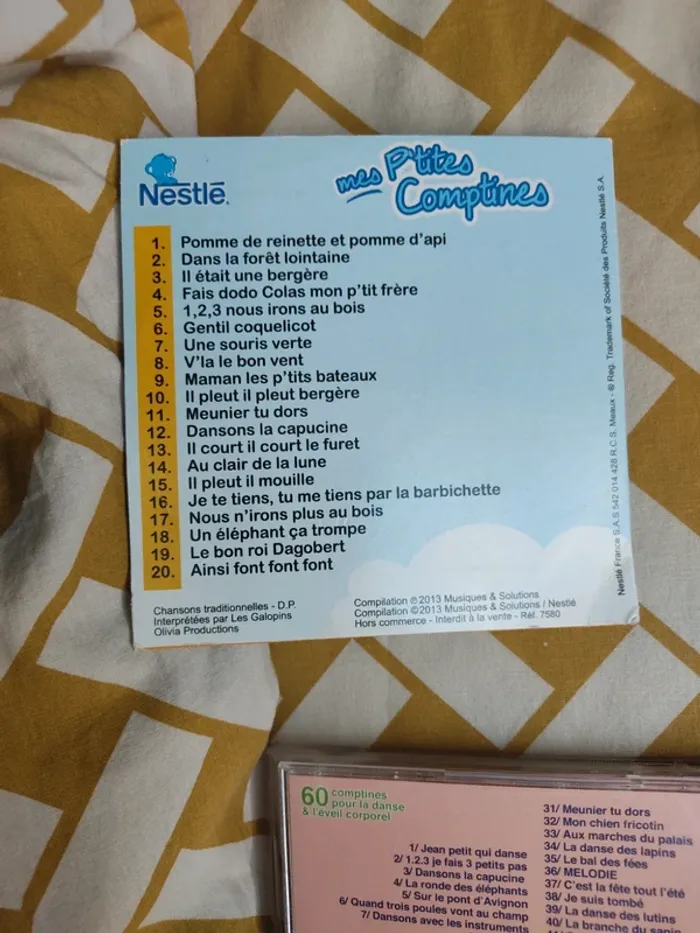 Nestlé.
mes P'tites
Comptines
1. Pomme de reinette et pomme d'api
2. Dans la forêt lointaine
3. Il était une bergère
4. Fais dodo Colas mon p'tit frère
5. 1,2,3 nous irons au bois
6. Gentil coquelicot
7. Une souris verte
8. V'la le bon vent
9. Maman les p'tits bateaux
10. Il pleut il pleut bergère
11. Meunier tu dors
12. Dansons la capucine
13. Il court il court le furet
14. Au clair de la lune
15. Il pleut il mouille
16. Je te tiens, tu me tiens par la barbichette
17. Nous n'irons plus au bois
18. Un éléphant ça trompe
19. Le bon roi Dagobert
20. Ainsi font font font
Chansons traditionnelles - D.P.
Interprétées par Les Galopins
Olivia Productions
Compilation ℗ 2013 Musiques & Solutions
Compilation ©2013 Musiques & Solutions / Nestlé
Hors commerce - Interdit à la vente - Réf. 7580
Nestlé France S.A.S 542 014 428 R.C.S. Meaux - ® Reg. Trademark of Société des Produits Nestlé S.A.
60 comptines
pour la danse
& l'éveil corporel
1/ Jean petit qui danse
2/ 1.2.3 je fais 3 petits pas
3/ Dansons la capucine
4/ La ronde des éléphants
5/ Sur le pont d'Avignon
6/ Quand trois poules vont au champ
7/ Dansons avec les instruments
31/ Meunier tu dors
32/ Mon chien fricotin
33/ Aux marches du palais
34/ La danse des lapins
35/ Le bal des fées
36/ MELODIE
37/ C'est la fête tout l'été
38/ Je suis tombé
39/ La danse des lutins
40/ La branche du sapin